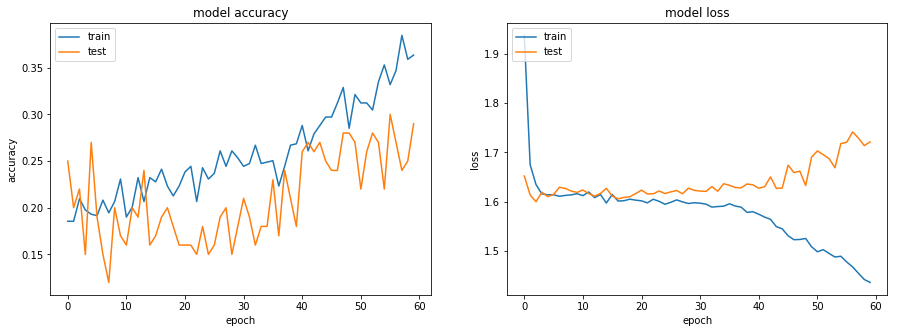 model accuracy
train
test
0.35
0.30
0.25
0.20
0.15
accuracy
0 10 20 30 40 50 60
epoch
model loss
train
test
1.9
1.8
1.7
1.6
1.5
loss
0 10 20 30 40 50 60
epoch